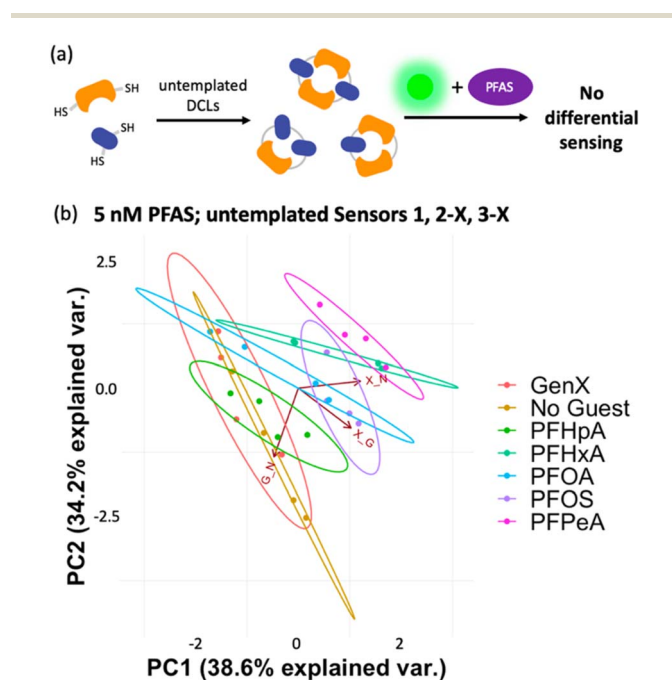 (a)
HS
SH
HS
SH
untemplated
DCLs
+
PFAS
No
differential
sensing
(b) 5 nM PFAS; untemplated Sensors 1, 2-X, 3-X
PC2 (34.2% explained var.)
2.5
0.0
-2.5
X_N
X_G
G_N
GenX
No Guest
PFHpA
PFHxA
PFOA
PFOS
PFPeA
-2
0
2
PC1 (38.6% explained var.)